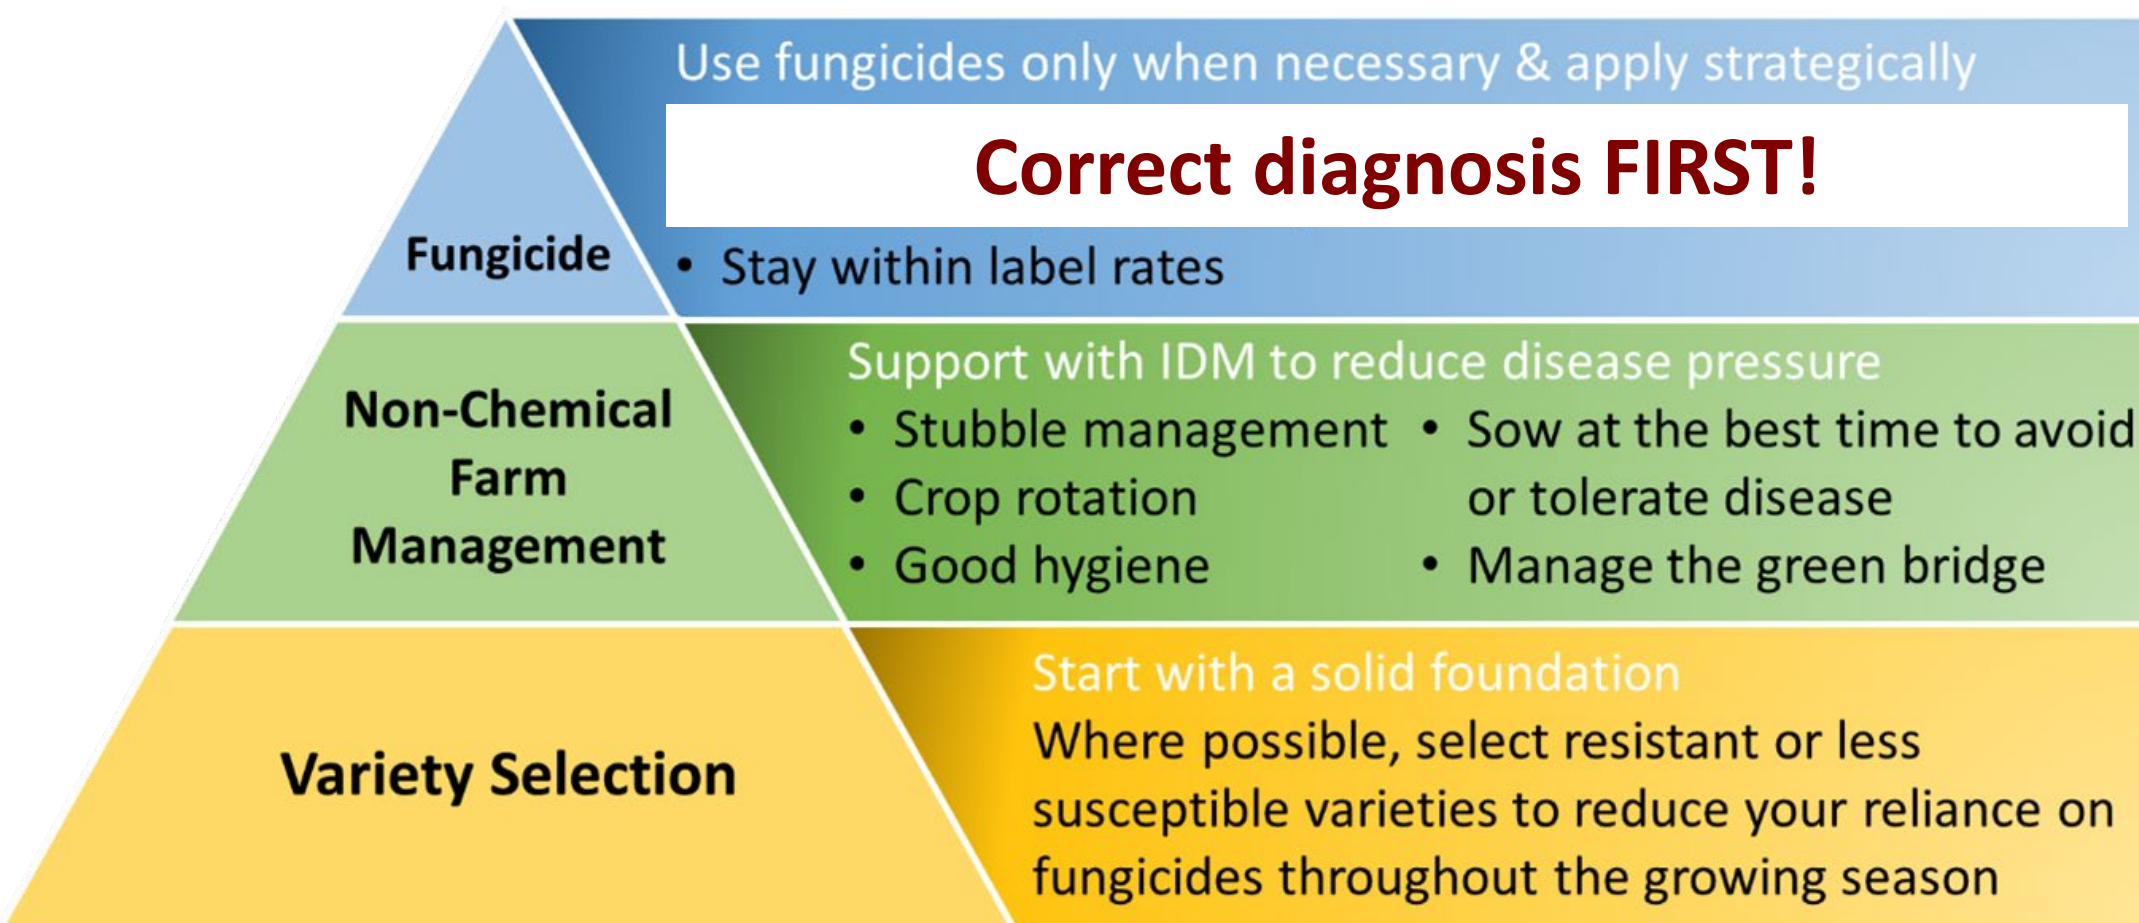 Use fungicides only when necessary & apply strategically
Correct diagnosis FIRST!
Fungicide
• Stay within label rates
Non-Chemical
Farm
Management
Support with IDM to reduce disease pressure
• Stubble management
• Crop rotation
• Good hygiene
• Sow at the best time to avoid
or tolerate disease
• Manage the green bridge
Variety Selection
Start with a solid foundation
Where possible, select resistant or less
susceptible varieties to reduce your reliance on
fungicides throughout the growing season